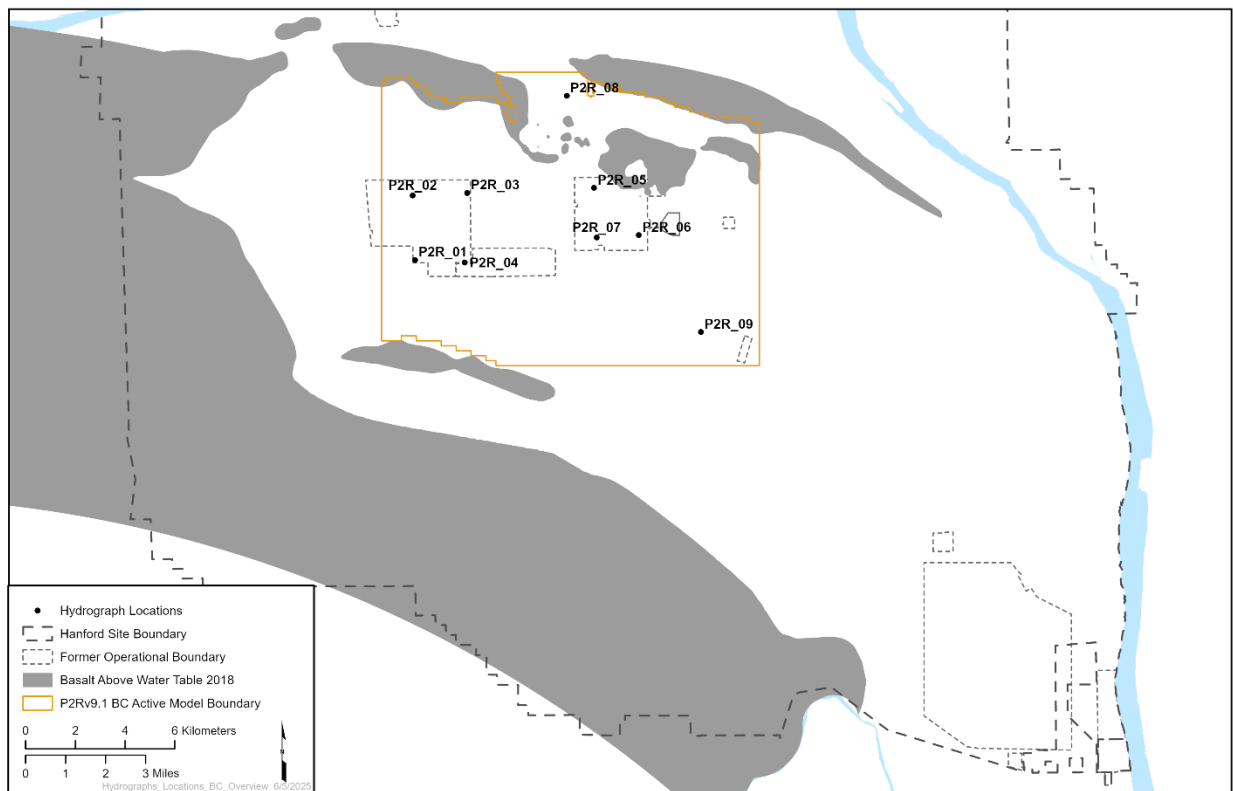 P2R_08
P2R_02
P2R_03
P2R_05
P2R_07
P2R_06
P2R_01
P2R_04
P2R_09
Hydrograph Locations
Hanford Site Boundary
Former Operational Boundary
Basalt Above Water Table 2018
P2Rv9.1 BC Active Model Boundary
0 2 4 6 Kilometers
0 1 2 3 Miles
N
Hydrographs_Locations_BC_Overview 6/5/2025